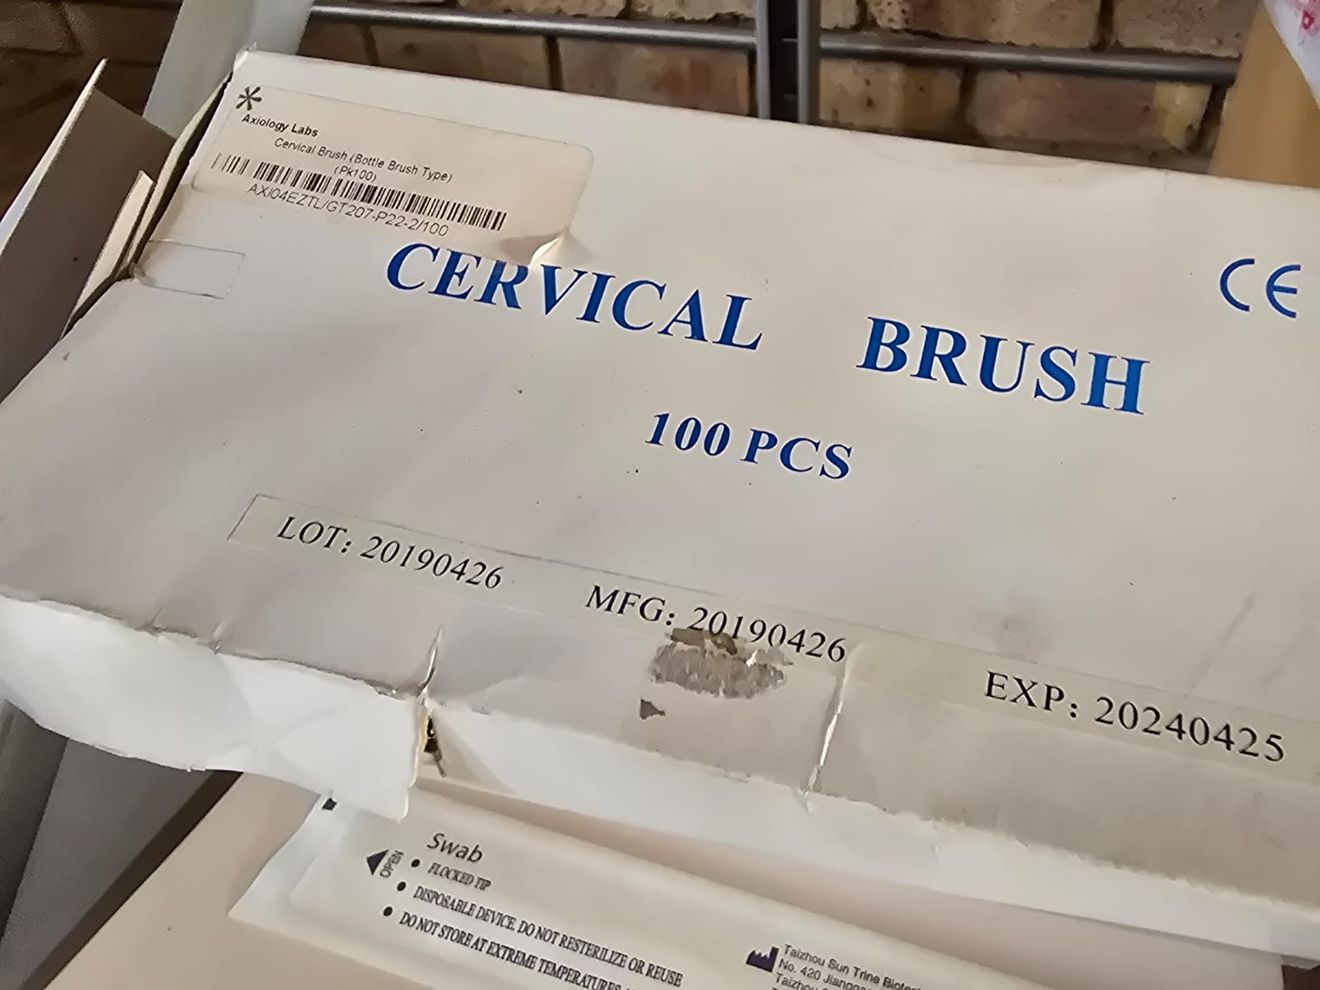 Axiology Labs
Cervical Brush (Bottle Brush Type)
(Pk100)
AXI04EZTL/GT207-P22-2/100
CERVICAL BRUSH
CE
100 PCS
LOT: 20190426 MFG: 20190426 EXP: 20240425
Swab
OPEN
• FLOCKED TIP
• DISPOSABLE DEVICE, DO NOT RESTERILIZE OR REUSE
• DO NOT STORE AT EXTREME TEMPERATURES
Taizhou Sun Trine
No. 420